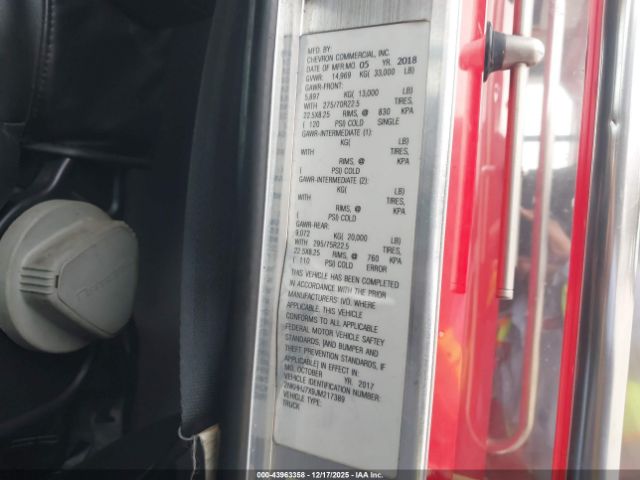 MFD. BY:
CHEVRON COMMERCIAL, INC.
DATE OF MFR:MO. 05 YR. 2018
GVWR: 14,969 KG( 33,000 LB)
GAWR-FRONT:
5,897 KG( 13,000 LB)
WITH 275/70R22.5 TIRES,
22.5X8.25 RIMS, @ 830 KPA
( 120 PSI) COLD SINGLE
GAWR-INTERMEDIATE (1):
KG( LB)
WITH TIRES,
RIMS, @ KPA
( PSI) COLD
GAWR-INTERMEDIATE (2):
KG( LB)
WITH TIRES,
RIMS, @ KPA
( PSI) COLD
GAWR-REAR:
9,072 KG( 20,000 LB)
WITH 295/75R22.5 TIRES,
22.5X8.25 RIMS, @ 760 KPA
( 110 PSI) COLD ERROR
THIS VEHICLE HAS BEEN COMPLETED
IN ACCORDANCE WITH THE PRIOR
MANUFACTURERS' IVD. WHERE
APPLICABLE. THIS VEHICLE
CONFORMS TO ALL APPLICABLE
FEDERAL MOTOR VEHICLE SAFTEY
STANDARDS, [AND BUMPER AND
THEFT PREVENTION STANDARDS, IF
APPLICABLE] IN EFFECT IN:
MO. OCTOBER YR. 2017
VEHICLE IDENTIFICATION NUMBER:
2NKHHJ7X9JM217389
VEHICLE TYPE:
TRUCK
000-43963358 - 12/17/2025 - IAA Inc.